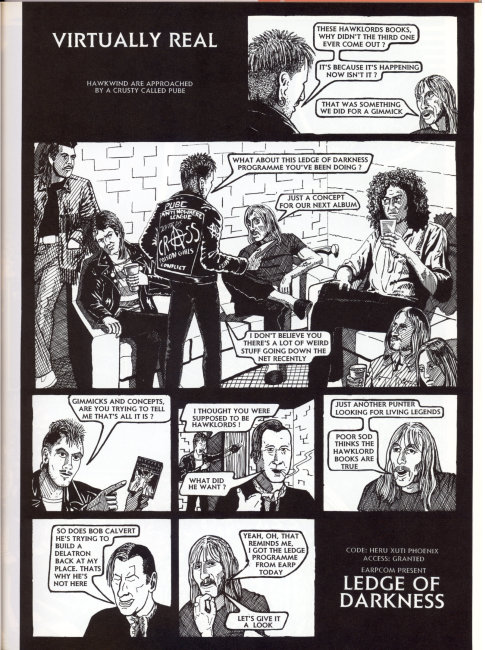 VIRTUALLY REAL
HAWKWIND ARE APPROACHED
BY A CRUSTY CALLED PUBE
THESE HAWKLORDS BOOKS,
WHY DIDN'T THE THIRD ONE
EVER COME OUT ?
IT'S BECAUSE IT'S HAPPENING
NOW ISN'T IT ?
THAT WAS SOMETHING
WE DID FOR A GIMMICK
WHAT ABOUT THIS LEDGE OF DARKNESS
PROGRAMME YOU'VE BEEN DOING ?
JUST A CONCEPT
FOR OUR NEXT ALBUM
PUBE
ANTI NOWHERE
LEAGUE
CRASS
CONFLICT
I DON'T BELIEVE YOU
THERE'S A LOT OF WEIRD
STUFF GOING DOWN THE
NET RECENTLY
GIMMICKS AND CONCEPTS,
ARE YOU TRYING TO TELL
ME THAT'S ALL IT IS ?
I THOUGHT YOU WERE
SUPPOSED TO BE
HAWKLORDS !
WHAT DID
HE WANT ?
JUST ANOTHER PUNTER
LOOKING FOR LIVING LEGENDS
POOR SOD
THINKS THE
HAWKLORD
BOOKS ARE
TRUE
SO DOES BOB CALVERT
HE'S TRYING TO
BUILD A
DELATRON
BACK AT MY
PLACE. THATS
WHY HE'S
NOT HERE
YEAH, OH, THAT
REMINDS ME,
I GOT THE LEDGE
PROGRAMME
FROM EARP
TODAY
LET'S GIVE IT
A LOOK
CODE: HERU XUTI PHOENIX
ACCESS: GRANTED
EARPCOM PRESENT
LEDGE OF
DARKNESS